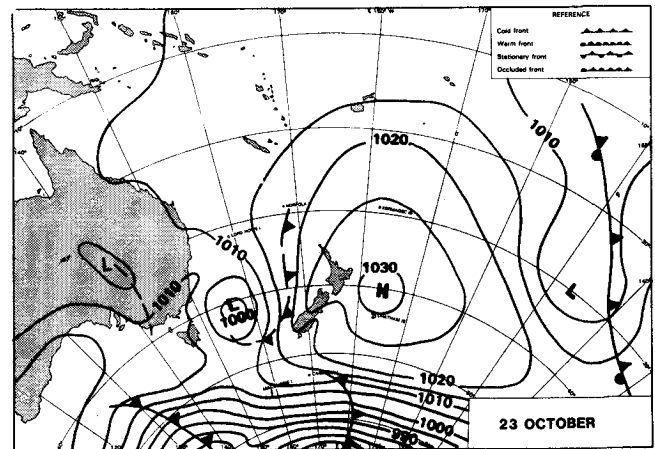 REFERENCE
Cold front
Warm front
Stationary front
Occluded front
1010
1020
1010
1030
H
L
1010
L
1010
L
1000
1020
1010
1000
990
23 OCTOBER